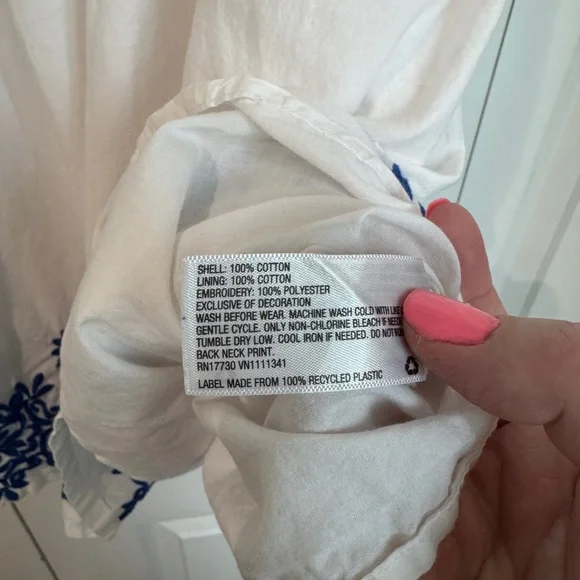 SHELL: 100% COTTON
LINING: 100% COTTON
EMBROIDERY: 100% POLYESTER
EXCLUSIVE OF DECORATION
WASH BEFORE WEAR. MACHINE WASH COLD WITH LIKE
GENTLE CYCLE. ONLY NON-CHLORINE BLEACH IF NEED
TUMBLE DRY LOW. COOL IRON IF NEEDED. DO NOT
BACK NECK PRINT.
RN17730 VN1111341
LABEL MADE FROM 100% RECYCLED PLASTIC